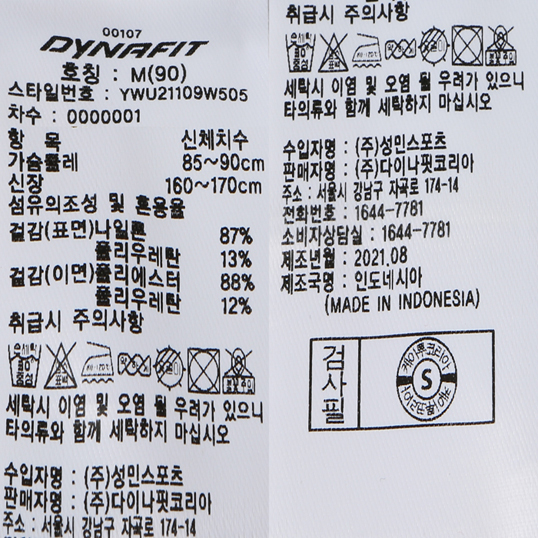 00107
DYNAFIT
호칭 : M(90)
스타일번호 : YWU21109W505
차수 : 0000001
항 목 신체치수
가슴둘레 85~90cm
신장 160~170cm
섬유의조성 및 혼용율
겉감(표면)나일론 87%
폴리우레탄 13%
겉감(이면)폴리에스터 88%
폴리우레탄 12%
취급시 주의사항
세탁시 이염 및 오염 될 우려가 있으니
타의류와 함께 세탁하지 마십시오
수입자명 : (주)성민스포츠
판매자명 : (주)다이나핏코리아
주소 : 서울시 강남구 자곡로 174-14
취급시 주의사항
세탁시 이염 및 오염 될 우려가 있으니
타의류와 함께 세탁하지 마십시오
수입자명 : (주)성민스포츠
판매자명 : (주)다이나핏코리아
주소 : 서울시 강남구 자곡로 174-14
전화번호 : 1644-7781
소비자상담실 : 1644-7781
제조년월 : 2021.08
제조국명 : 인도네시아
(MADE IN INDONESIA)
검사필
S